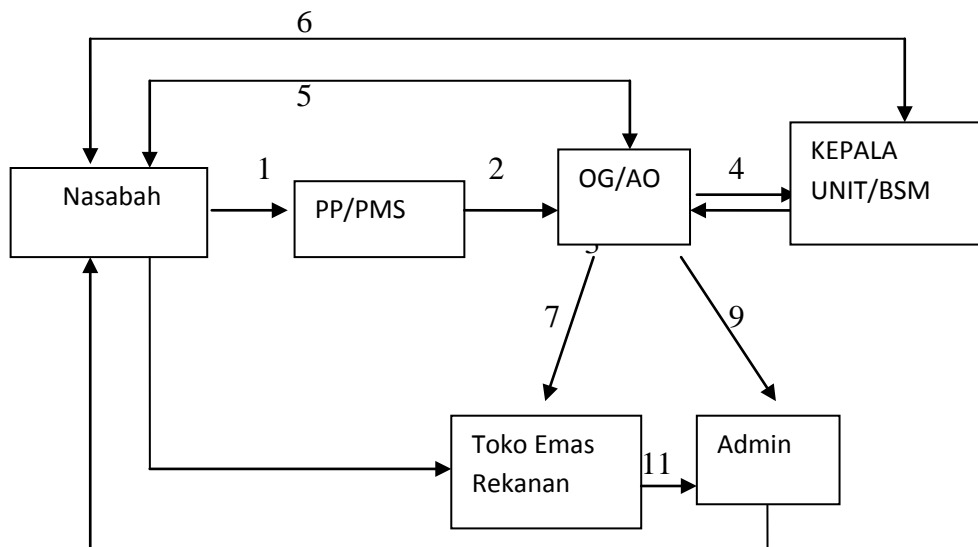 6
5
Nasabah
1
PP/PMS
2
OG/AO
4
KEPALA
UNIT/BSM
7
9
Toko Emas
Rekanan
11
Admin